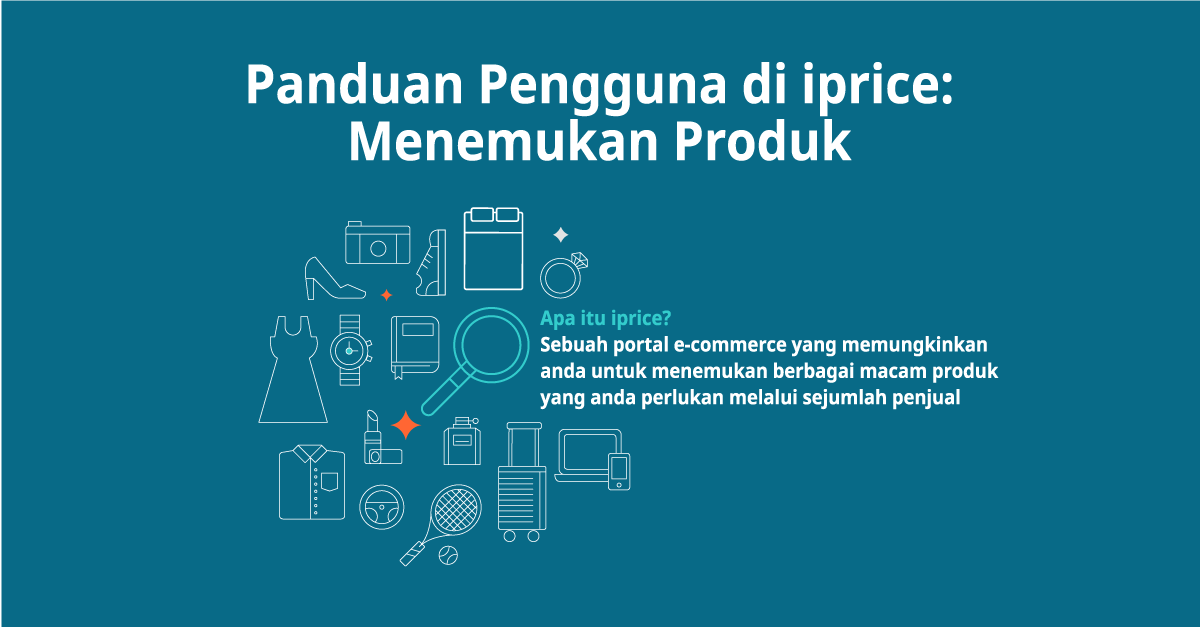 Panduan Pengguna di iprice:
Menemukan Produk
Apa itu iprice?
Sebuah portal e-commerce yang memungkinkan
anda untuk menemukan berbagai macam produk
yang anda perlukan melalui sejumlah penjual